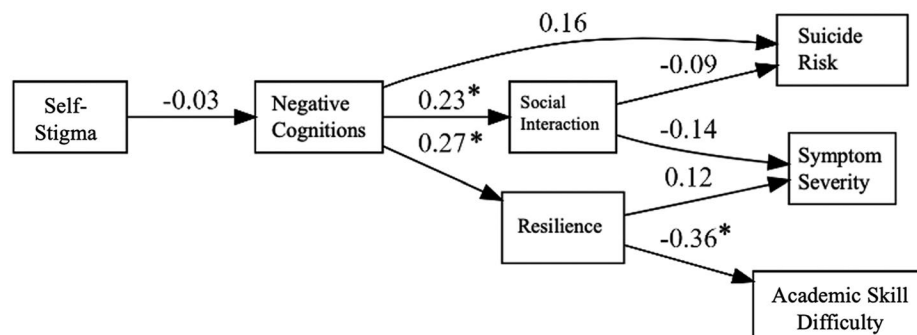 0.16
Suicide
Risk
-0.09
Self-
Stigma
-0.03
Negative
Cognitions
0.23*
Social
Interaction
0.27*
-0.14
Symptom
Severity
0.12
Resilience
-0.36*
Academic Skill
Difficulty